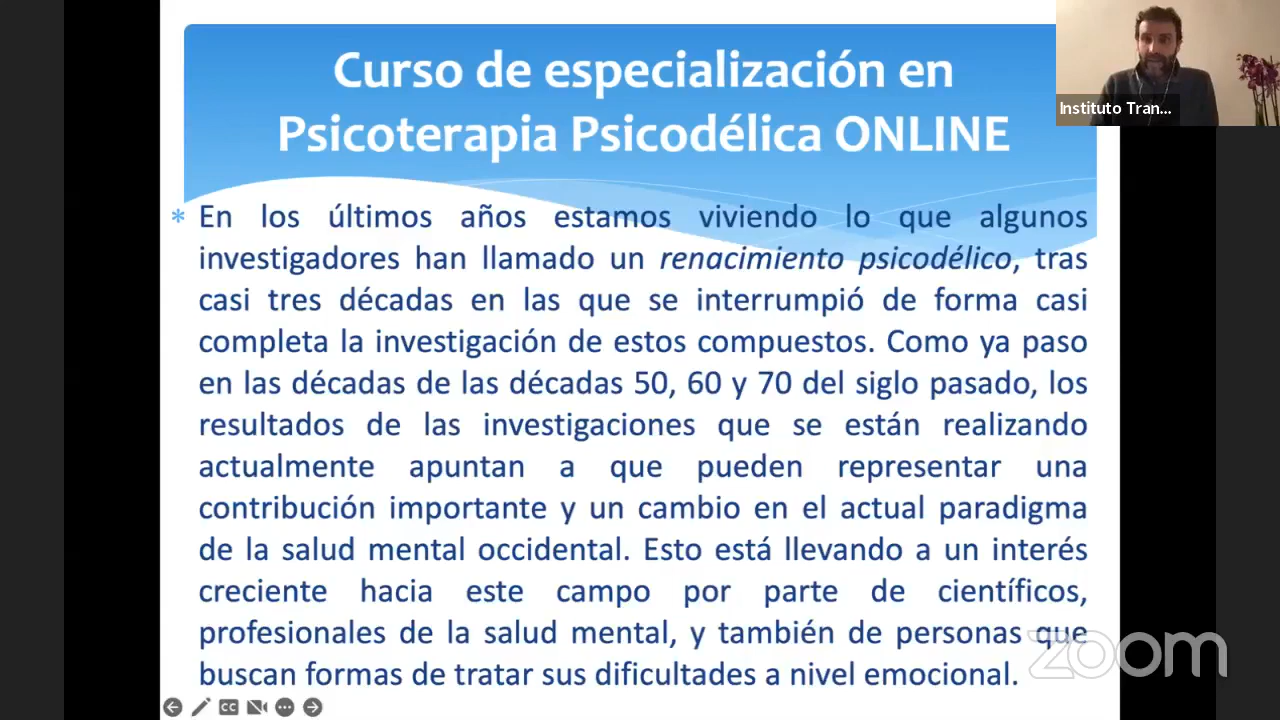 Curso de especialización en
Psicoterapia Psicodélica ONLINE
Instituto Tran...
* En los últimos años estamos viviendo lo que algunos
investigadores han llamado un renacimiento psicodélico, tras
casi tres décadas en las que se interrumpió de forma casi
completa la investigación de estos compuestos. Como ya paso
en las décadas de las décadas 50, 60 y 70 del siglo pasado, los
resultados de las investigaciones que se están realizando
actualmente apuntan a que pueden representar una
contribución importante y un cambio en el actual paradigma
de la salud mental occidental. Esto está llevando a un interés
creciente hacia este campo por parte de científicos,
profesionales de la salud mental, y también de personas que
buscan formas de tratar sus dificultades a nivel emocional.
zoom
CC